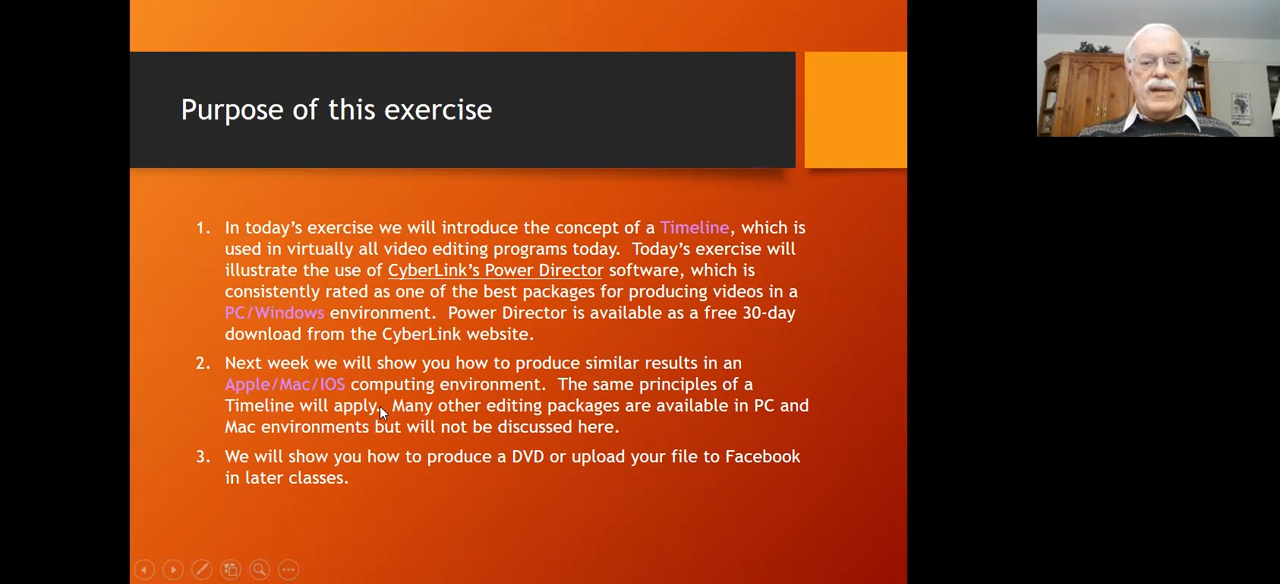 Purpose of this exercise
1. In today's exercise we will introduce the concept of a Timeline, which is
used in virtually all video editing programs today.  Today's exercise will
illustrate the use of CyberLink's Power Director software, which is
consistently rated as one of the best packages for producing videos in a
PC/Windows environment.  Power Director is available as a free 30-day
download from the CyberLink website.
2. Next week we will show you how to produce similar results in an
Apple/Mac/IOS computing environment.  The same principles of a
Timeline will apply.  Many other editing packages are available in PC and
Mac environments but will not be discussed here.
3. We will show you how to produce a DVD or upload your file to Facebook
in later classes.